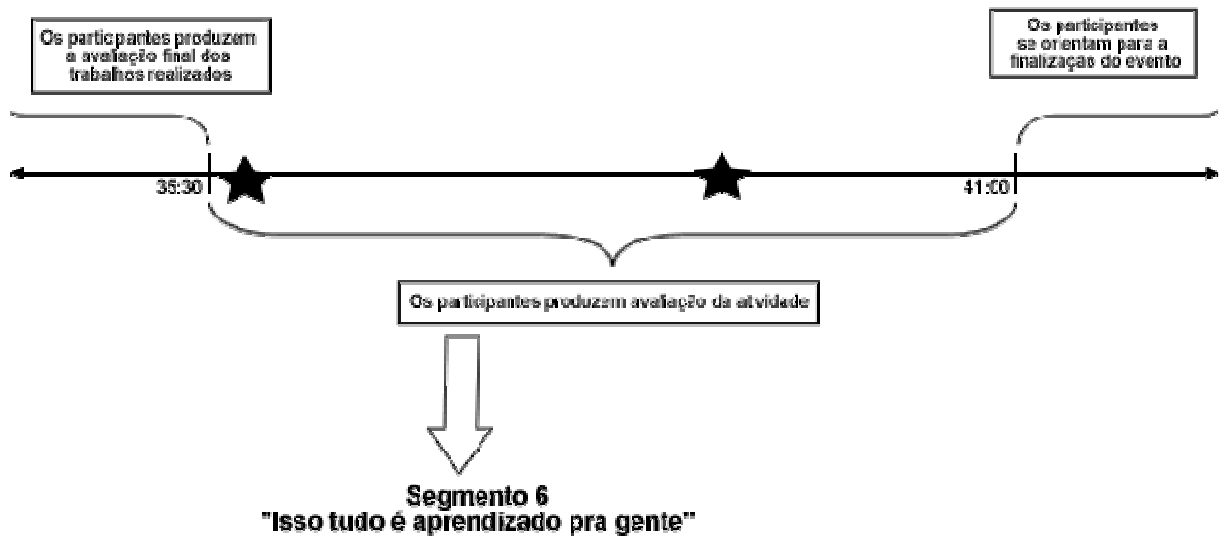 Os participantes produzem
a avaliação final dos
trabalhos realizados
Os participantes
se orientam para a
finalização do evento
35:30
41:00
Os participantes produzem avaliação da atividade
Segmento 6
"Isso tudo é aprendizado pra gente"